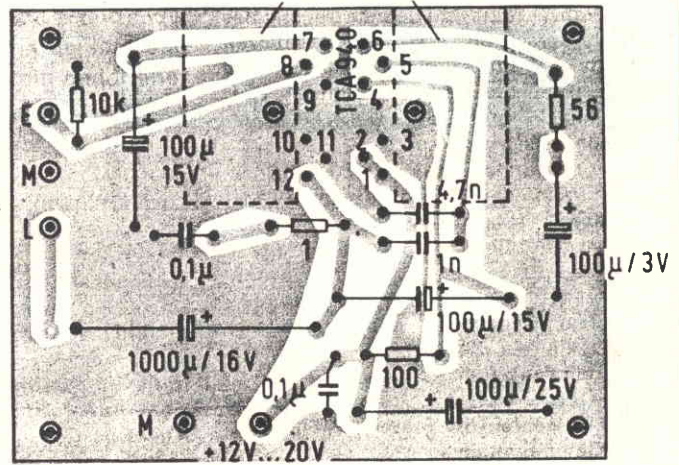 7
6
8
5
TCA940
9
4
E
10k
56
100µ
15V
10
11
2
3
M
12
1
4,7n
L
0,1µ
1
1n
100µ/3V
1000µ/16V
100µ/15V
0,1µ
100
100µ/25V
M
+12V...20V